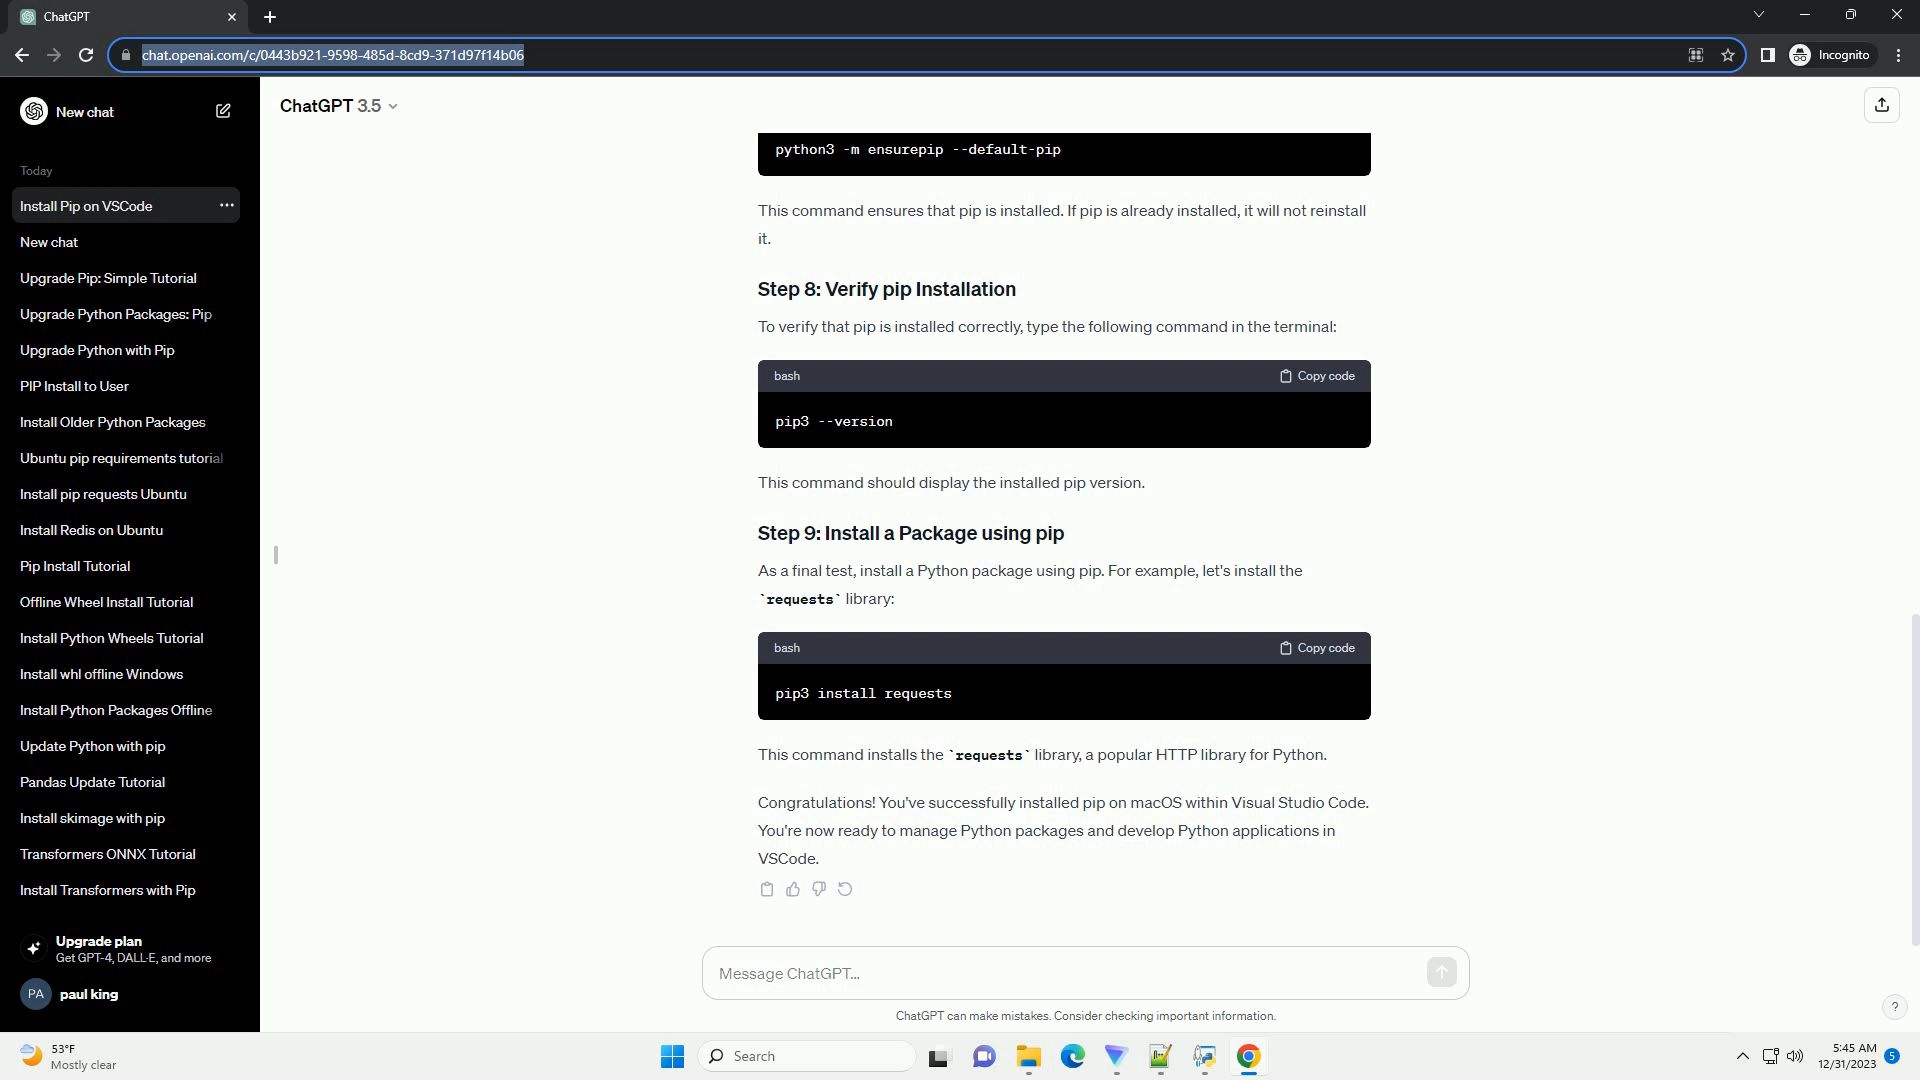 ChatGPT
chat.openai.com/c/0443b921-9598-485d-8cd9-371d97f14b06
Incognito
New chat
ChatGPT 3.5
Today
Install Pip on VSCode
New chat
Upgrade Pip: Simple Tutorial
Upgrade Python Packages: Pip
Upgrade Python with Pip
PIP Install to User
Install Older Python Packages
Ubuntu pip requirements tutorial
Install pip requests Ubuntu
Install Redis on Ubuntu
Pip Install Tutorial
Offline Wheel Install Tutorial
Install Python Wheels Tutorial
Install whl offline Windows
Install Python Packages Offline
Update Python with pip
Pandas Update Tutorial
Install skimage with pip
Transformers ONNX Tutorial
Install Transformers with Pip
Upgrade plan
Get GPT-4, DALL·E, and more
PA
paul king
python3 -m ensurepip --default-pip
This command ensures that pip is installed. If pip is already installed, it will not reinstall
it.
Step 8: Verify pip Installation
To verify that pip is installed correctly, type the following command in the terminal:
bash
Copy code
pip3 --version
This command should display the installed pip version.
Step 9: Install a Package using pip
As a final test, install a Python package using pip. For example, let's install the
`requests` library:
bash
Copy code
pip3 install requests
This command installs the `requests` library, a popular HTTP library for Python.
Congratulations! You've successfully installed pip on macOS within Visual Studio Code.
You're now ready to manage Python packages and develop Python applications in
VSCode.
Message ChatGPT...
ChatGPT can make mistakes. Consider checking important information.
?
53°F
Mostly clear
Search
5:45 AM
12/31/2023
5